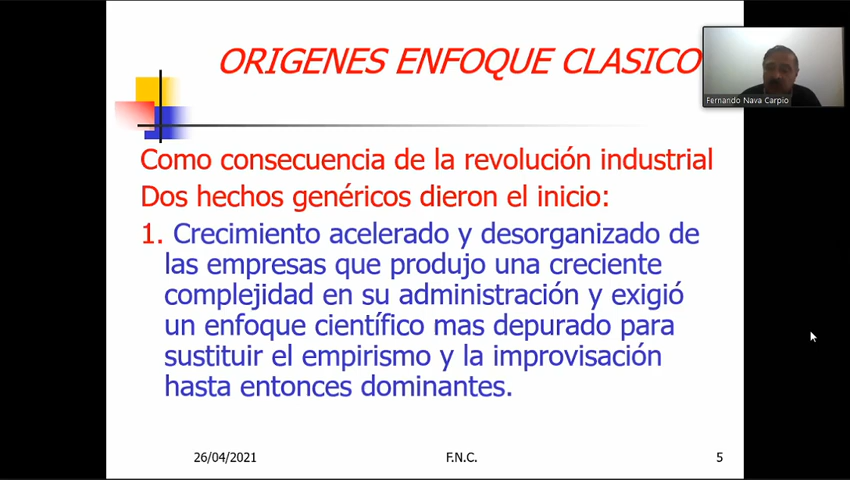 ORIGENES ENFOQUE CLASICO
Fernando Nava Carpio
Como consecuencia de la revolución industrial
Dos hechos genéricos dieron el inicio:
1. Crecimiento acelerado y desorganizado de
las empresas que produjo una creciente
complejidad en su administración y exigió
un enfoque científico mas depurado para
sustituir el empirismo y la improvisación
hasta entonces dominantes.
26/04/2021 F.N.C. 5